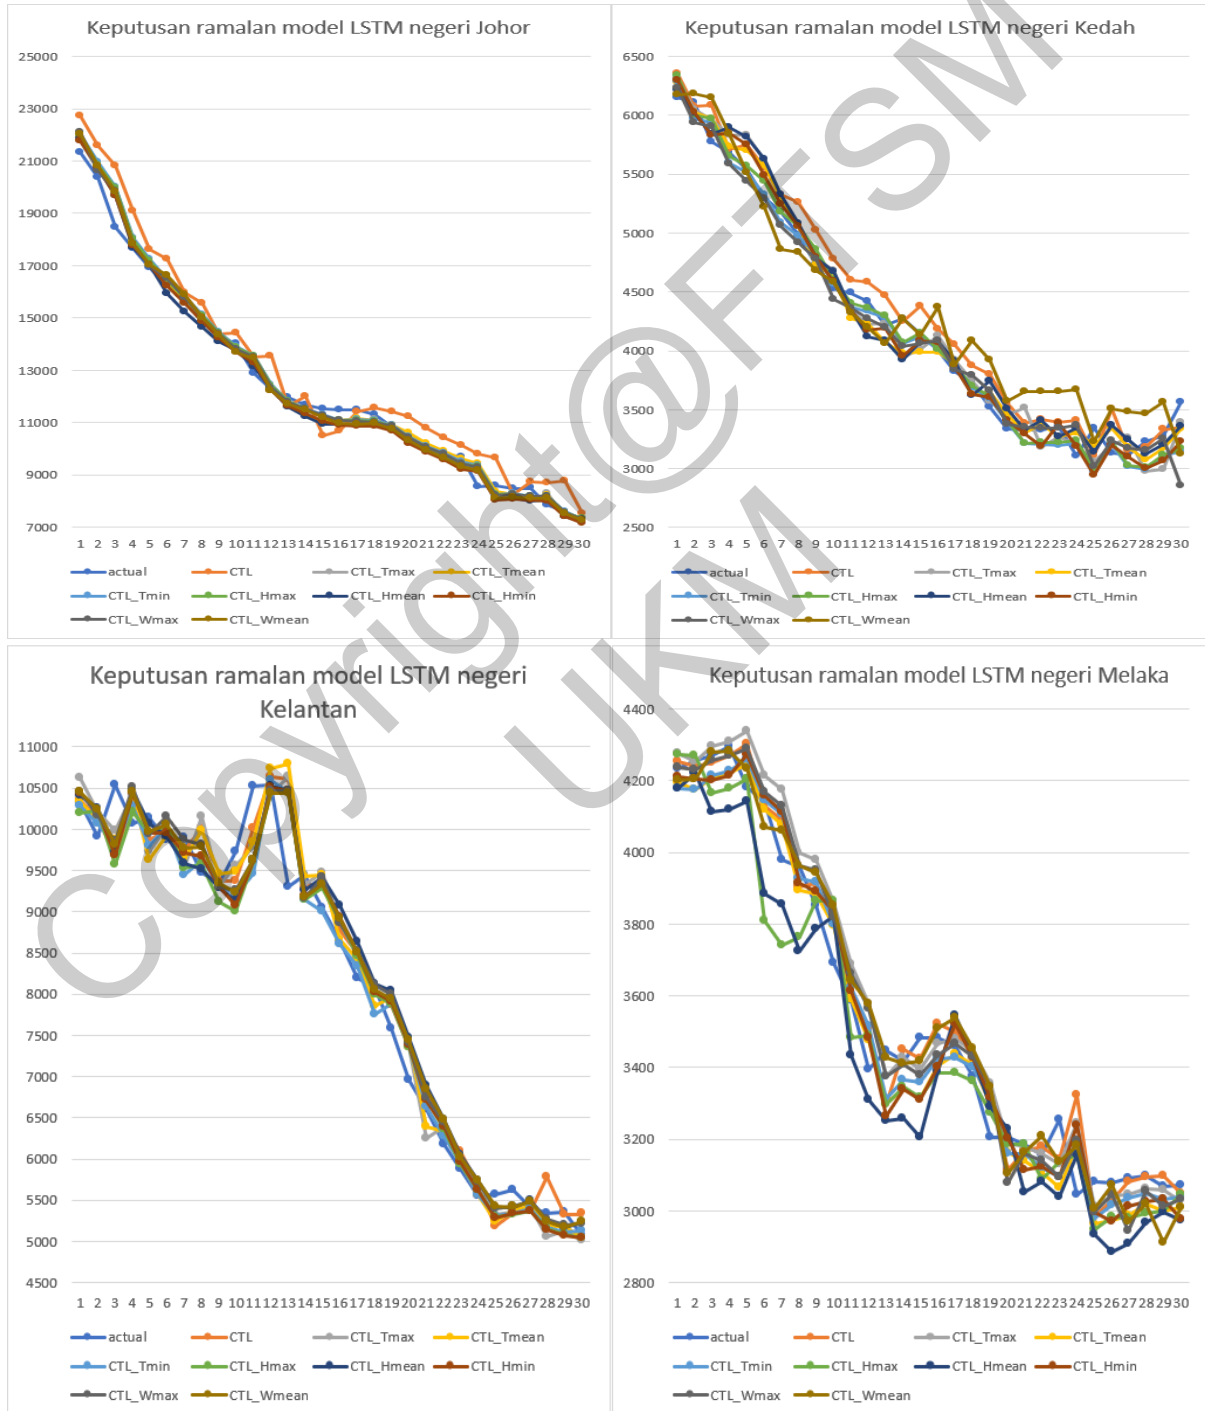 Keputusan ramalan model LSTM negeri Johor
25000
23000
21000
19000
17000
15000
13000
11000
9000
7000
1 2 3 4 5 6 7 8 9 10 11 12 13 14 15 16 17 18 19 20 21 22 23 24 25 26 27 28 29 30
actual CTL CTL_Tmax CTL_Tmean
CTL_Tmin CTL_Hmax CTL_Hmean CTL_Hmin
CTL_Wmax CTL_Wmean
Keputusan ramalan model LSTM negeri Kedah
6500
6000
5500
5000
4500
4000
3500
3000
2500
1 2 3 4 5 6 7 8 9 10 11 12 13 14 15 16 17 18 19 20 21 22 23 24 25 26 27 28 29 30
actual CTL CTL_Tmax CTL_Tmean
CTL_Tmin CTL_Hmax CTL_Hmean CTL_Hmin
CTL_Wmax CTL_Wmean
Keputusan ramalan model LSTM negeri
Kelantan
11000
10500
10000
9500
9000
8500
8000
7500
7000
6500
6000
5500
5000
4500
1 2 3 4 5 6 7 8 9 10 11 12 13 14 15 16 17 18 19 20 21 22 23 24 25 26 27 28 29 30
actual CTL CTL_Tmax CTL_Tmean
CTL_Tmin CTL_Hmax CTL_Hmean CTL_Hmin
CTL_Wmax CTL_Wmean
Keputusan ramalan model LSTM negeri Melaka
4400
4200
4000
3800
3600
3400
3200
3000
2800
1 2 3 4 5 6 7 8 9 10 11 12 13 14 15 16 17 18 19 20 21 22 23 24 25 26 27 28 29 30
actual CTL CTL_Tmax CTL_Tmean
CTL_Tmin CTL_Hmax CTL_Hmean CTL_Hmin
CTL_Wmax CTL_Wmean
Copyright@FTSM
UKM